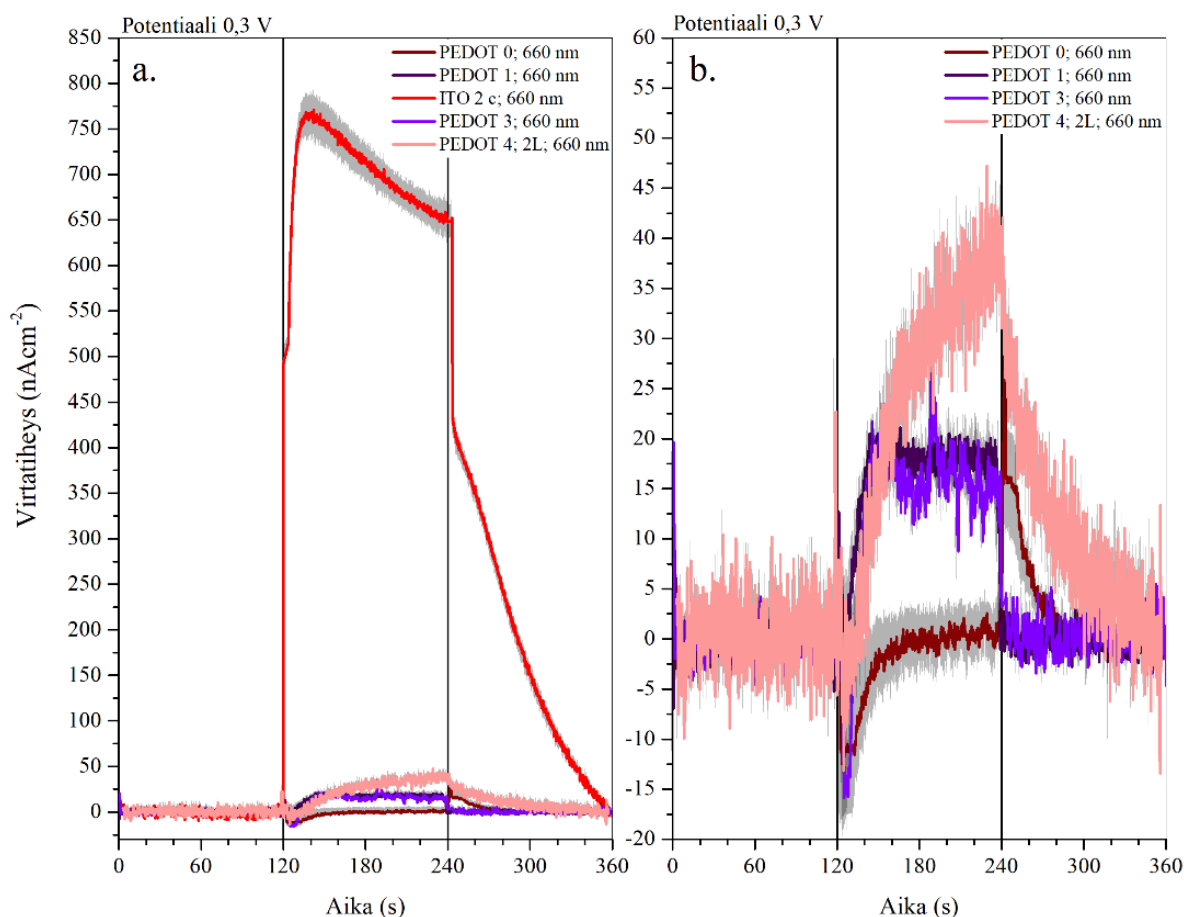 Potentiaali 0,3 V
a.
PEDOT 0; 660 nm
PEDOT 1; 660 nm
ITO 2 c; 660 nm
PEDOT 3; 660 nm
PEDOT 4; 2L; 660 nm
850
800
750
700
650
600
550
500
450
400
350
300
250
200
150
100
50
0
Virtatiheys (nAcm⁻²)
0 60 120 180 240 300 360
Aika (s)
Potentiaali 0,3 V
b.
PEDOT 0; 660 nm
PEDOT 1; 660 nm
PEDOT 3; 660 nm
PEDOT 4; 2L; 660 nm
60
55
50
45
40
35
30
25
20
15
10
5
0
-5
-10
-15
-20
0 60 120 180 240 300 360
Aika (s)